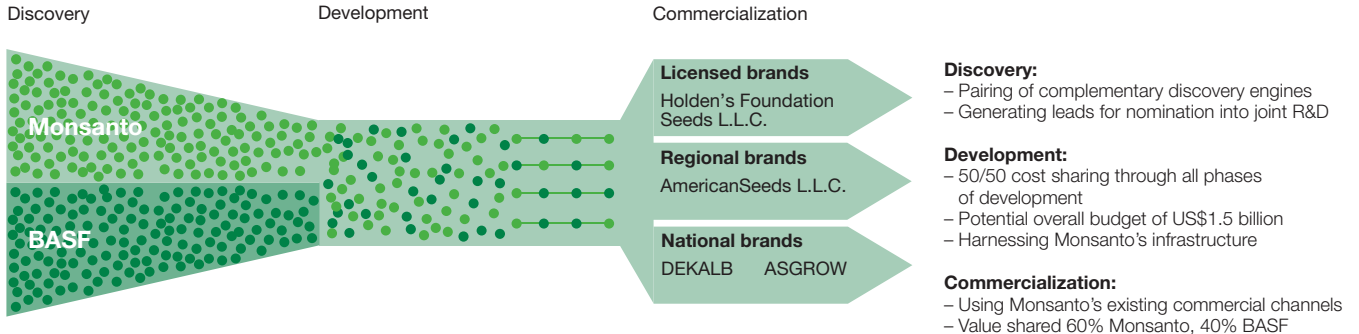 Discovery
Development
Commercialization
Monsanto
BASF
Licensed brands
Holden’s Foundation
Seeds L.L.C.
Regional brands
AmericanSeeds L.L.C.
National brands
DEKALB ASGROW
Discovery:
– Pairing of complementary discovery engines
– Generating leads for nomination into joint R&D
Development:
– 50/50 cost sharing through all phases
of development
– Potential overall budget of US$1.5 billion
– Harnessing Monsanto’s infrastructure
Commercialization:
– Using Monsanto’s existing commercial channels
– Value shared 60% Monsanto, 40% BASF